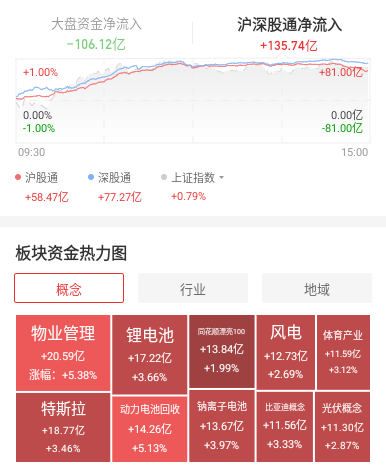 大盘资金净流入
沪深股通净流入
-106.12亿
+135.74亿
+1.00%
+81.00亿
0.00%
0.00亿
-1.00%
-81.00亿
09:30
15:00
沪股通
深股通
上证指数
+58.47亿
+77.27亿
+0.79%
板块资金热力图
概念
行业
地域
物业管理
+20.59亿
涨幅：+5.38%
锂电池
+17.22亿
+3.66%
同花顺漂亮100
+13.84亿
+1.99%
风电
+12.73亿
+2.69%
体育产业
+11.59亿
+3.12%
特斯拉
+18.77亿
+3.46%
动力电池回收
+14.26亿
+5.13%
钠离子电池
+13.67亿
+3.97%
比亚迪概念
+11.56亿
+3.33%
光伏概念
+11.30亿
+2.87%